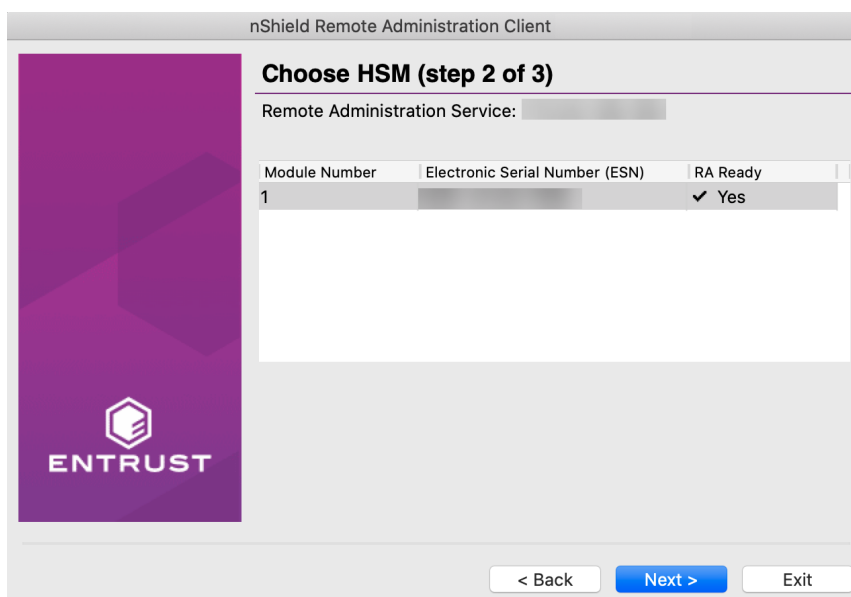 nShield Remote Administration Client
Choose HSM (step 2 of 3)
Remote Administration Service:
Module Number Electronic Serial Number (ESN) RA Ready
1 ✓ Yes
ENTRUST
< Back Next > Exit